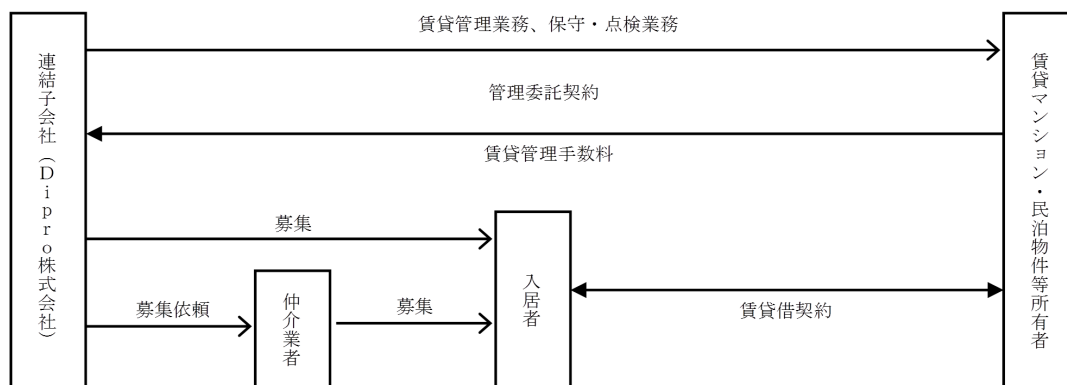 賃貸管理業務、保守・点検業務
連結子会社（Dipro株式会社）
管理委託契約
賃貸マンション・民泊物件等所有者
賃貸管理手数料
募集
入居者
募集依頼
仲介業者
募集
賃貸借契約